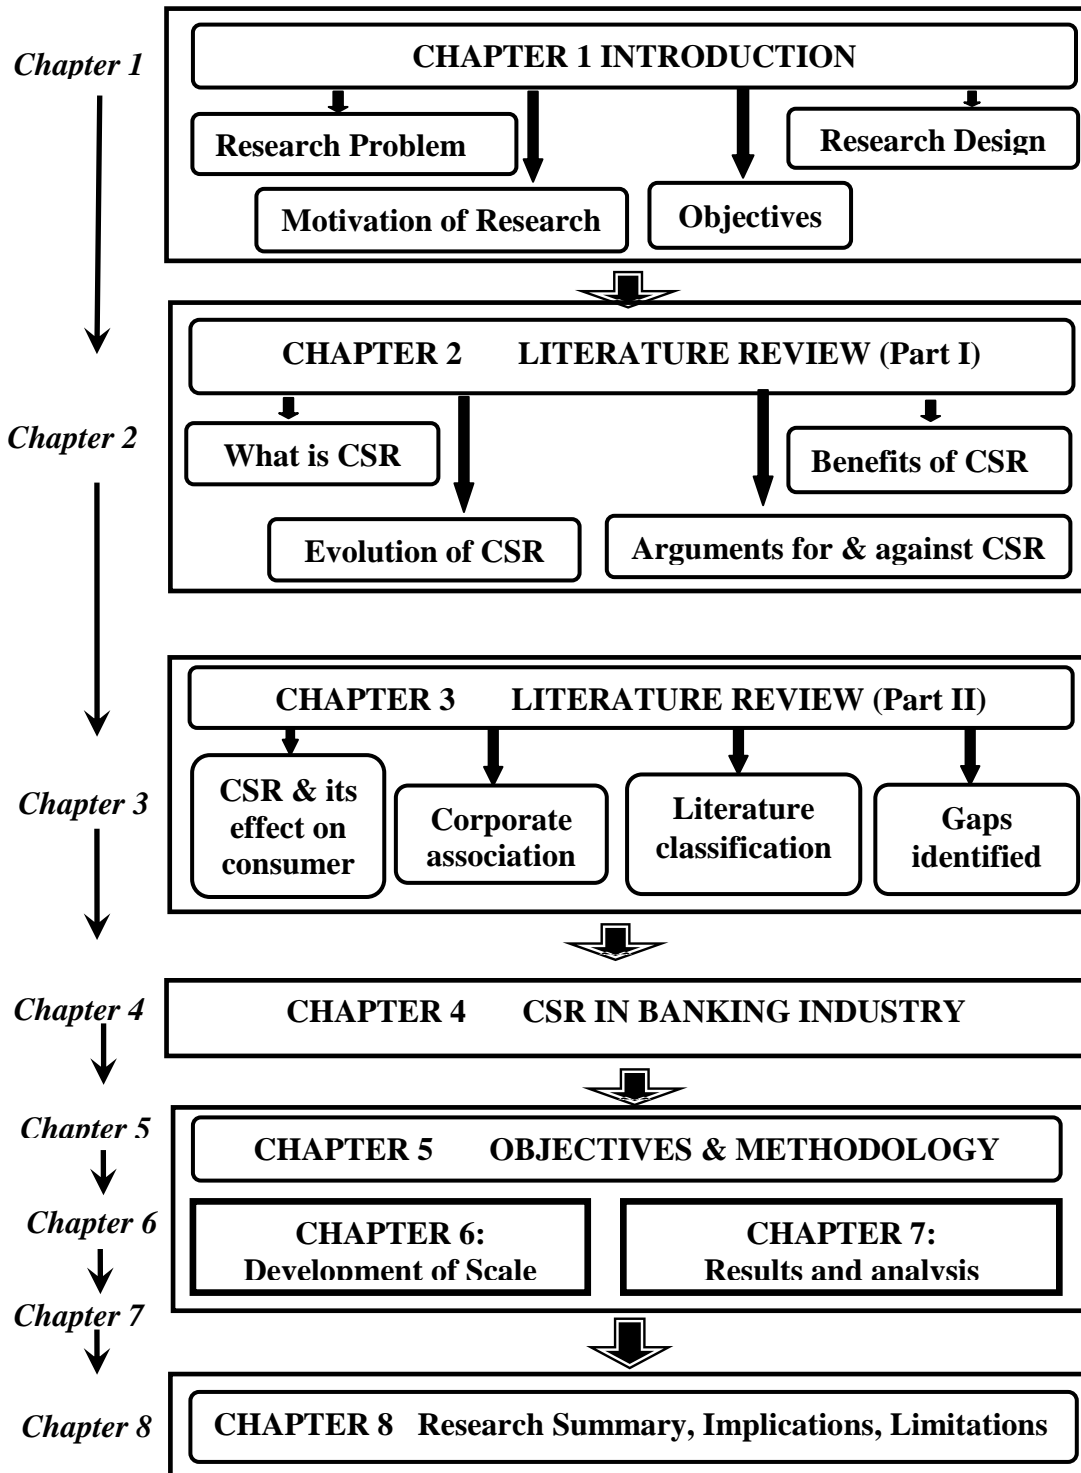 Chapter 1
CHAPTER 1 INTRODUCTION
Research Problem
Research Design
Motivation of Research
Objectives
Chapter 2
CHAPTER 2 LITERATURE REVIEW (Part I)
What is CSR
Benefits of CSR
Evolution of CSR
Arguments for & against CSR
Chapter 3
CHAPTER 3 LITERATURE REVIEW (Part II)
CSR & its
effect on
consumer
Corporate
association
Literature
classification
Gaps
identified
Chapter 4
CHAPTER 4 CSR IN BANKING INDUSTRY
Chapter 5
CHAPTER 5 OBJECTIVES & METHODOLOGY
Chapter 6
CHAPTER 6:
Development of Scale
CHAPTER 7:
Results and analysis
Chapter 7
Chapter 8
CHAPTER 8 Research Summary, Implications, Limitations